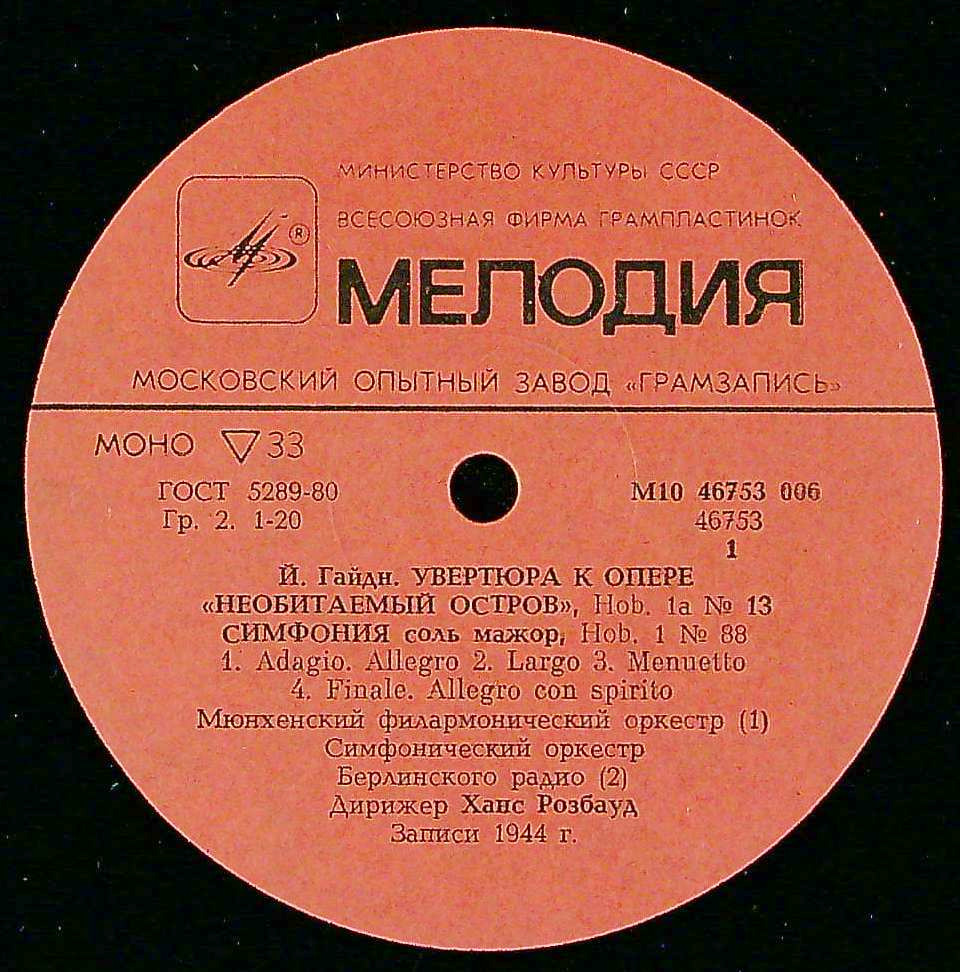 МИНИСТЕРСТВО КУЛЬТУРЫ СССР
ВСЕСОЮЗНАЯ ФИРМА ГРАМПЛАСТИНОК
®
МЕЛОДИЯ
МОСКОВСКИЙ ОПЫТНЫЙ ЗАВОД «ГРАМЗАПИСЬ»
МОНО ▽ 33
ГОСТ 5289-80
Гр. 2. 1-20
М10 46753 006
46753
1
Й. Гайдн. УВЕРТЮРА К ОПЕРЕ
«НЕОБИТАЕМЫЙ ОСТРОВ», Hob. 1a № 13
СИМФОНИЯ соль мажор, Hob. 1 № 88
1. Adagio. Allegro 2. Largo 3. Menuetto
4. Finale. Allegro con spirito
Мюнхенский филармонический оркестр (1)
Симфонический оркестр
Берлинского радио (2)
Дирижер Ханс Розбауд
Записи 1944 г.